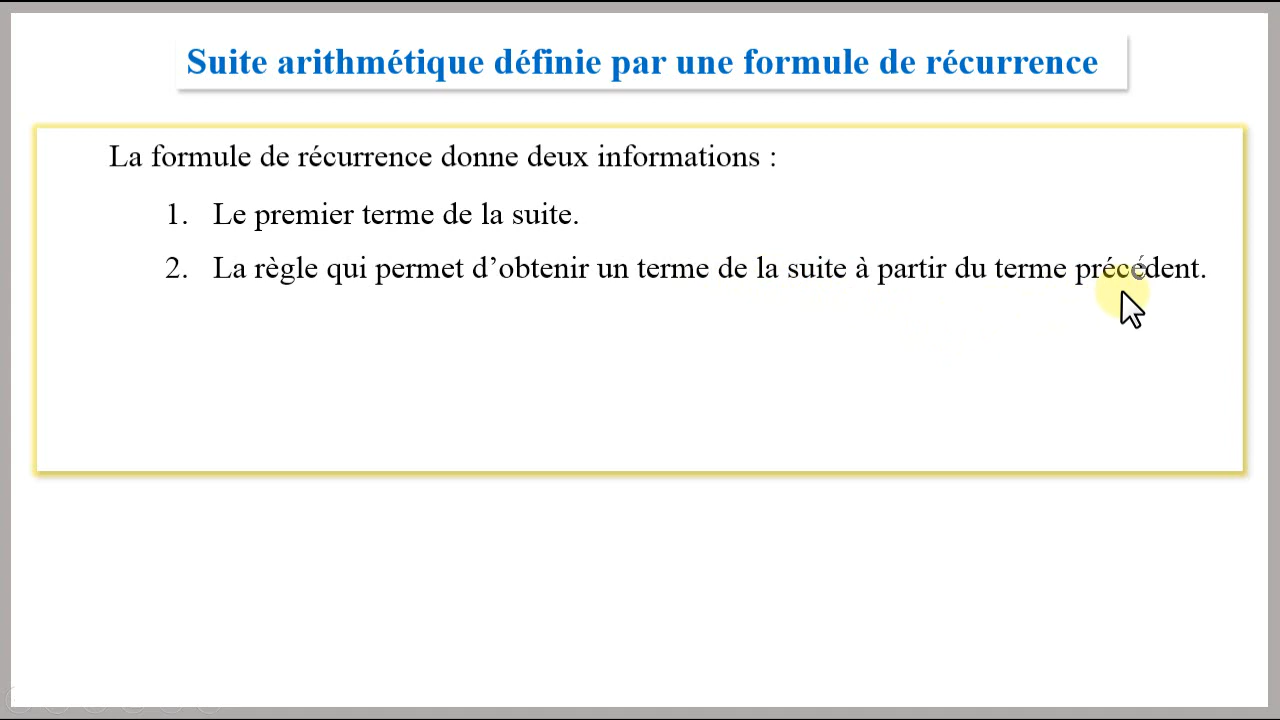 Suite arithmétique définie par une formule de récurrence
La formule de récurrence donne deux informations :
1. Le premier terme de la suite.
2. La règle qui permet d’obtenir un terme de la suite à partir du terme précédent.